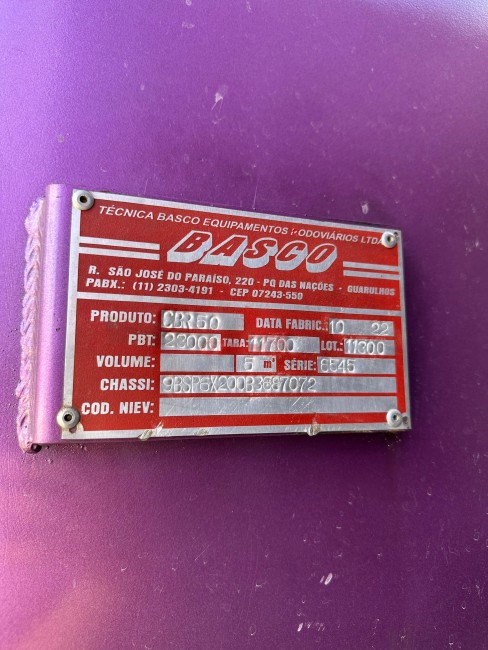 TÉCNICA BASCO EQUIPAMENTOS RODOVIÁRIOS LTDA
BASCO
R. SÃO JOSÉ DO PARAÍSO, 220 - PQ DAS NAÇÕES - GUARULHOS
PABX.: (11) 2303-4191 - CEP 07243-550
PRODUTO: CBR50 DATA FABRIC.: 10 22
PBT: 23000 TARA: 11700 LOT.: 11300
VOLUME: 5 m³ SÉRIE: 6545
CHASSI:
COD. NIEV: